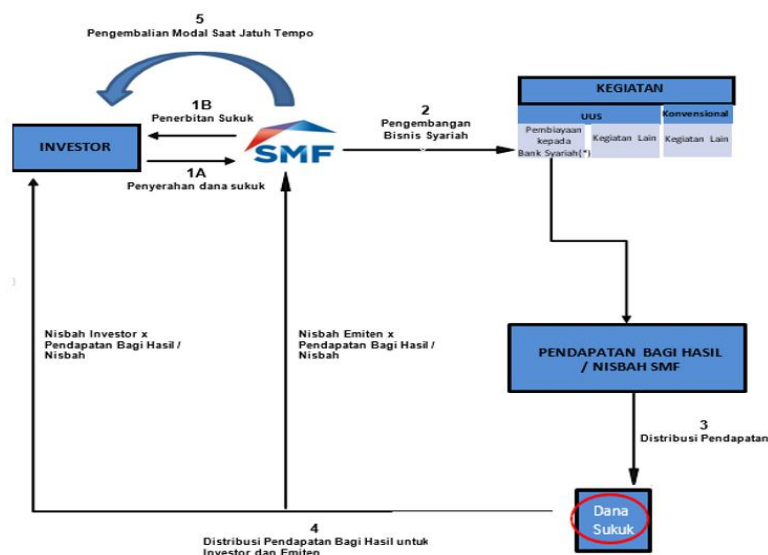 5
Pengembalian Modal Saat Jatuh Tempo
1B
Penerbitan Sukuk
INVESTOR
SMF
1A
Penyerahan dana sukuk
2
Pengembangan
Bisnis Syariah
KEGIATAN
UUS
Konvensional
Pembiayaan
kepada
Bank Syariah(*)
Kegiatan Lain
Kegiatan Lain
)
Nisbah Investor x
Pendapatan Bagi Hasil /
Nisbah
Nisbah Emiten x
Pendapatan Bagi Hasil /
Nisbah
PENDAPATAN BAGI HASIL
/ NISBAH SMF
3
Distribusi Pendapatan
Dana
Sukuk
4
Distribusi Pendapatan Bagi Hasil untuk
Investor dan Emiten